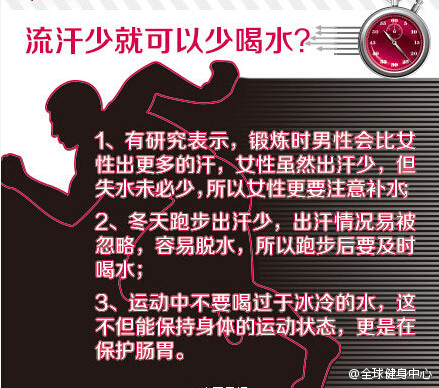 流汗少就可以少喝水?
1、有研究表示，锻炼时男性会比女
性出更多的汗，女性虽然出汗少，但
失水未必少，所以女性更要注意补水；
2、冬天跑步出汗少，出汗情况易被
忽略，容易脱水，所以跑步后要及时
喝水；
3、运动中不要喝过于冰冷的水，这
不但能保持身体的运动状态，更是在
保护肠胃。
@全球健身中心